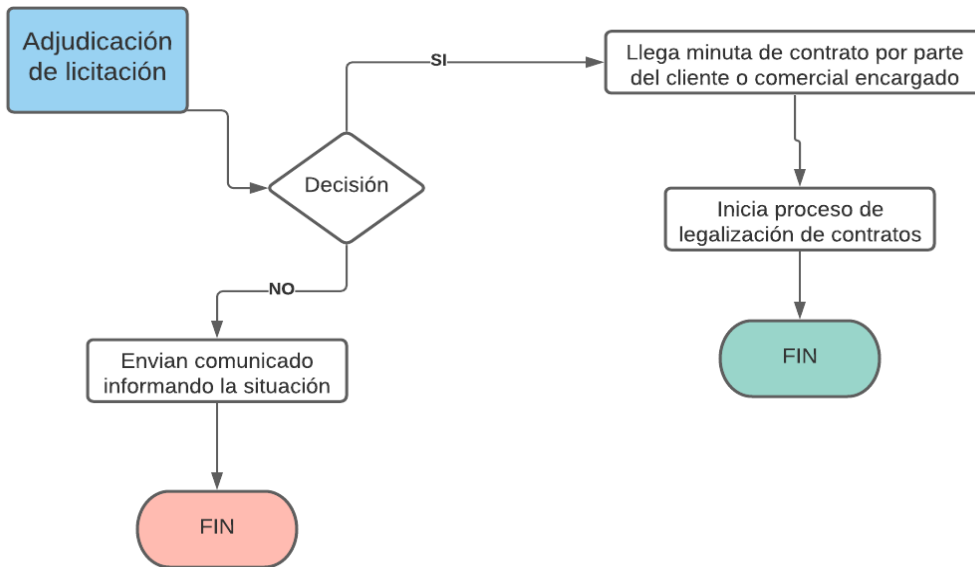 Adjudicación
de licitación
Decisión
SI
Llega minuta de contrato por parte
del cliente o comercial encargado
Inicia proceso de
legalización de contratos
FIN
NO
Envian comunicado
informando la situación
FIN